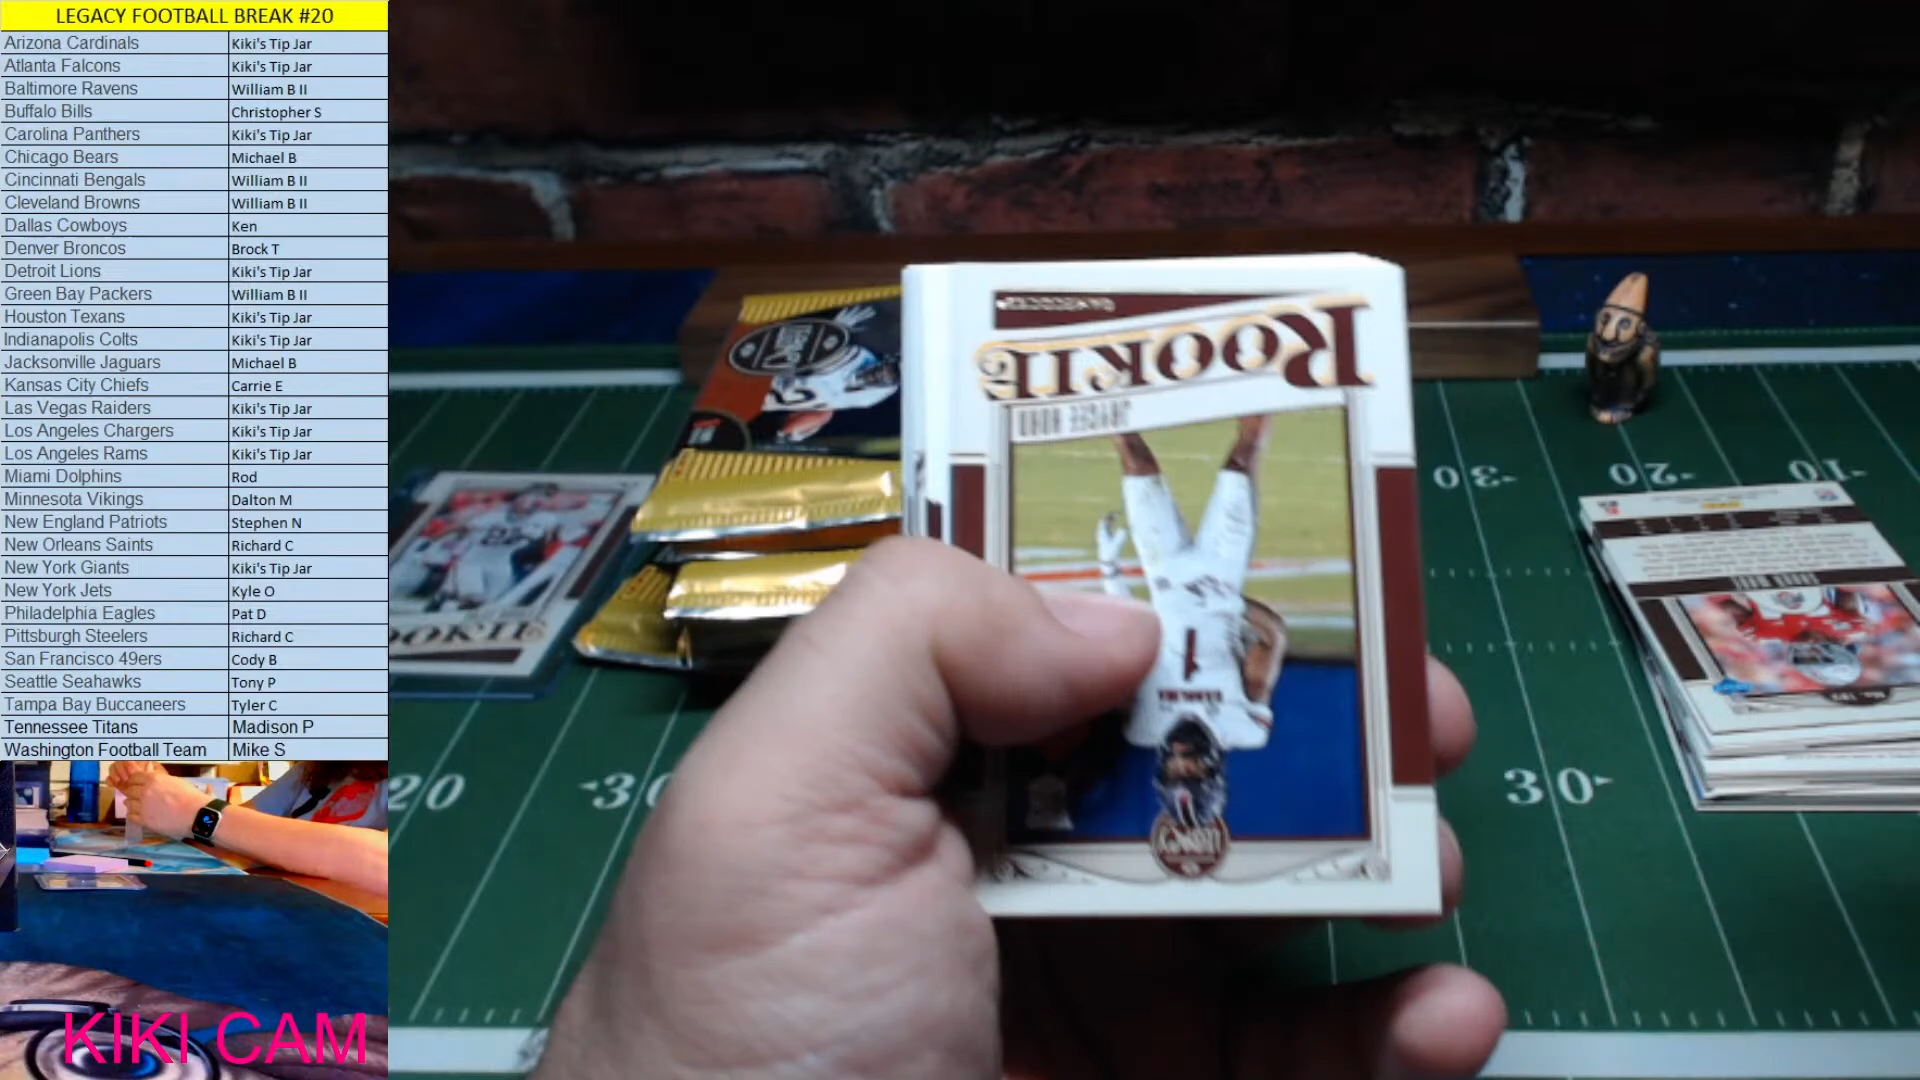 LEGACY FOOTBALL BREAK #20
Arizona Cardinals Kiki's Tip Jar
Atlanta Falcons Kiki's Tip Jar
Baltimore Ravens William B II
Buffalo Bills Christopher S
Carolina Panthers Kiki's Tip Jar
Chicago Bears Michael B
Cincinnati Bengals William B II
Cleveland Browns William B II
Dallas Cowboys Ken
Denver Broncos Brock T
Detroit Lions Kiki's Tip Jar
Green Bay Packers William B II
Houston Texans Kiki's Tip Jar
Indianapolis Colts Kiki's Tip Jar
Jacksonville Jaguars Michael B
Kansas City Chiefs Carrie E
Las Vegas Raiders Kiki's Tip Jar
Los Angeles Chargers Kiki's Tip Jar
Los Angeles Rams Kiki's Tip Jar
Miami Dolphins Rod
Minnesota Vikings Dalton M
New England Patriots Stephen N
New Orleans Saints Richard C
New York Giants Kiki's Tip Jar
New York Jets Kyle O
Philadelphia Eagles Pat D
Pittsburgh Steelers Richard C
San Francisco 49ers Cody B
Seattle Seahawks Tony P
Tampa Bay Buccaneers Tyler C
Tennessee Titans Madison P
Washington Football Team Mike S
KIKI CAM
ROOKIE
1
LEGACY
ROOKIE
30
20
10
20
30
30